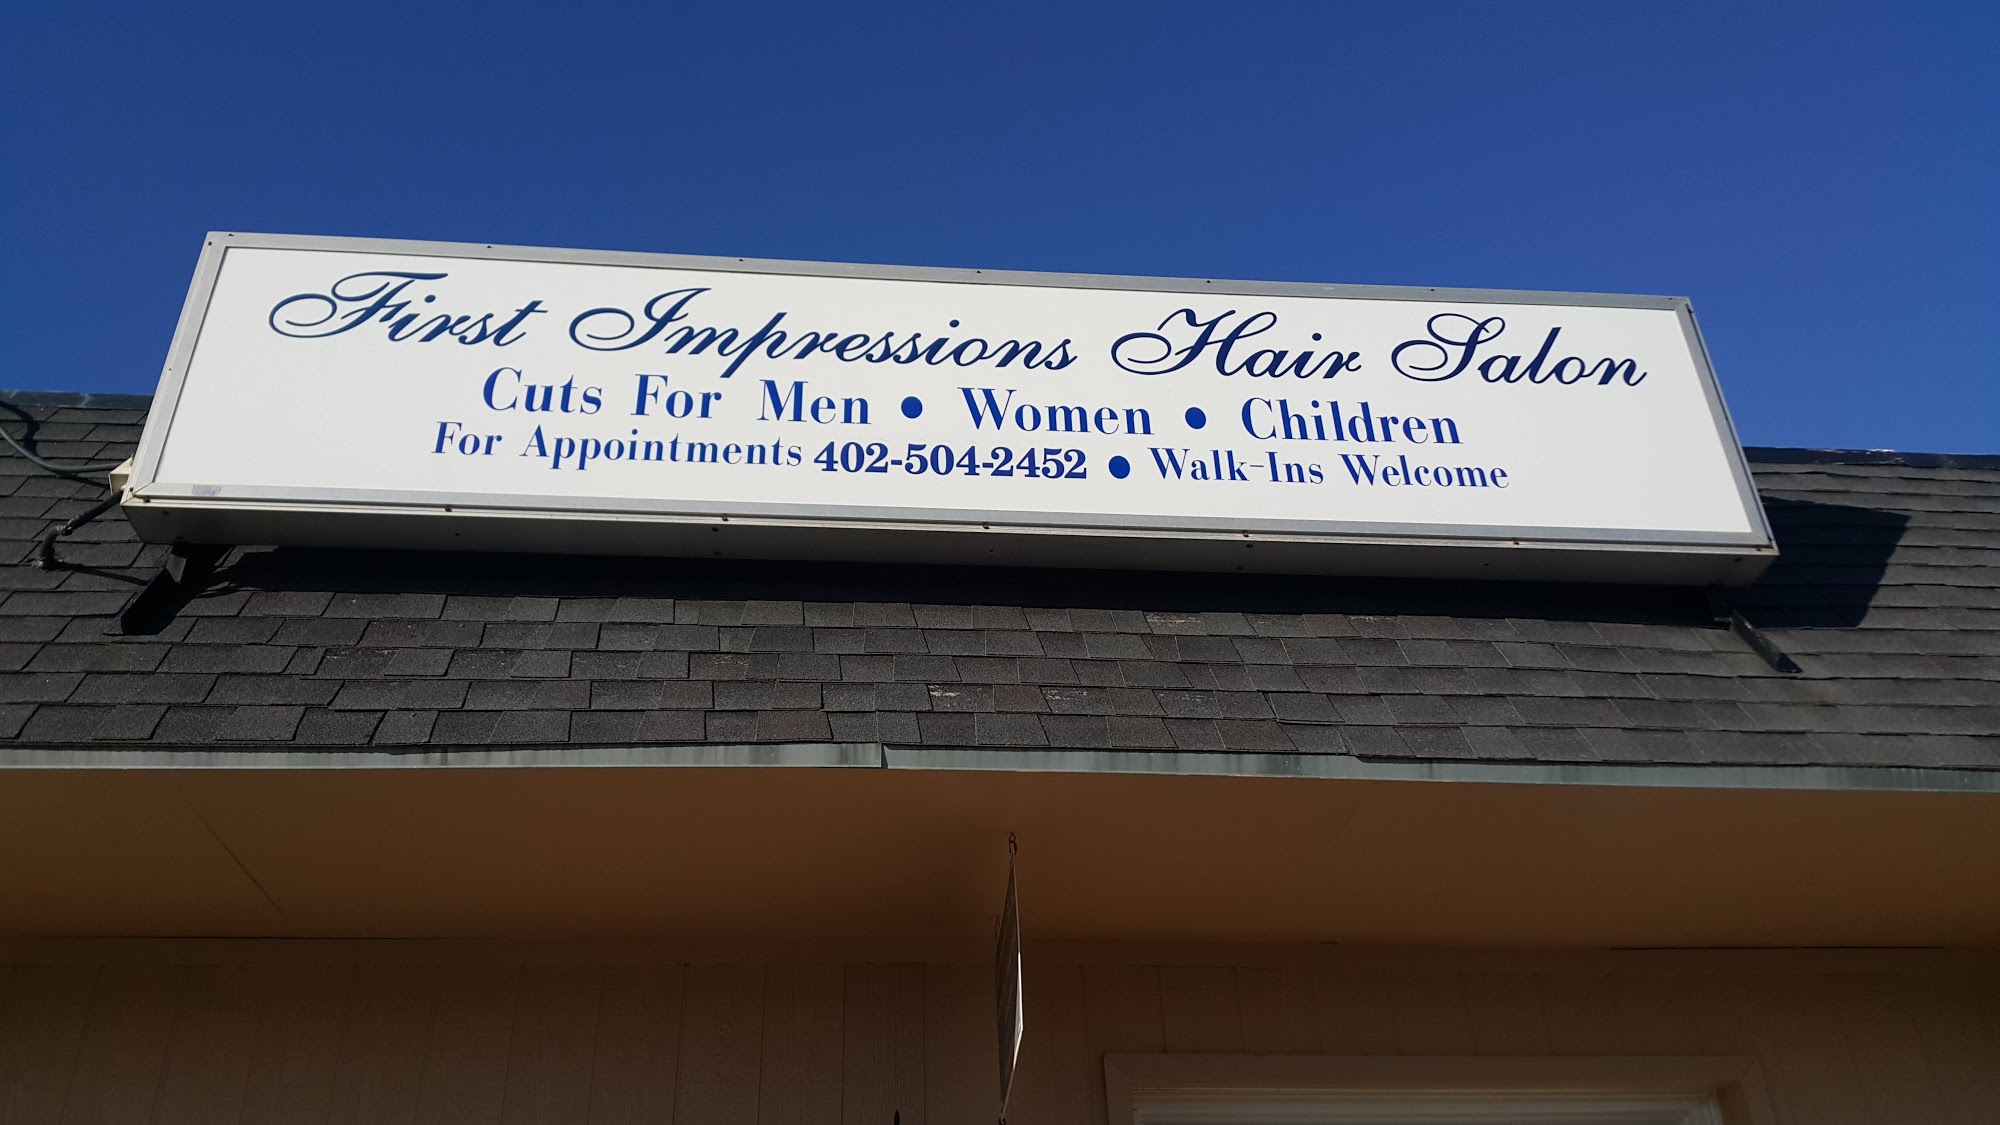 First Impressions Hair Salon
Cuts For Men • Women • Children
For Appointments 402-504-2452 • Walk-Ins Welcome